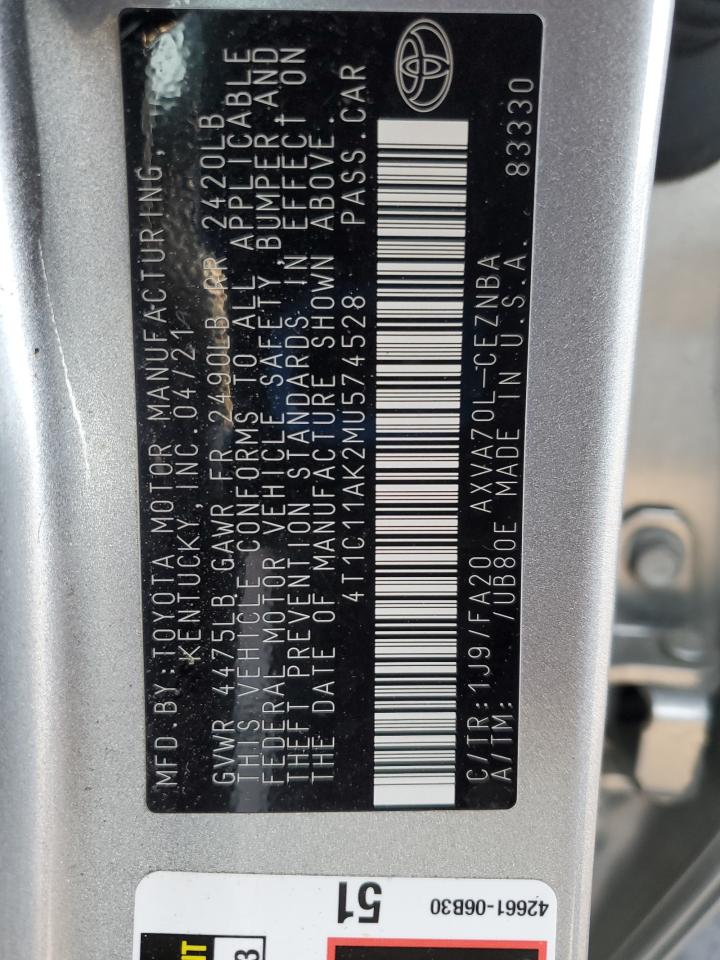 MFD.BY:TOYOTA MOTOR MANUFACTURING,
KENTUCKY,INC 04/21
GVWR 4475LB GAWR FR 2490LB RR 2420LB
THIS VEHICLE CONFORMS TO ALL APPLICABLE
FEDERAL MOTOR VEHICLE SAFETY,BUMPER,AND
THEFT PREVENTION STANDARDS IN EFFECT ON
THE DATE OF MANUFACTURE SHOWN ABOVE.
4T1C11AK2MU574528 PASS.CAR
C/TR:1J9/FA20 AXVA70L-CEZNBA
A/TM: /UB80E MADE IN U.S.A. 83330
51
42661-06B30
3